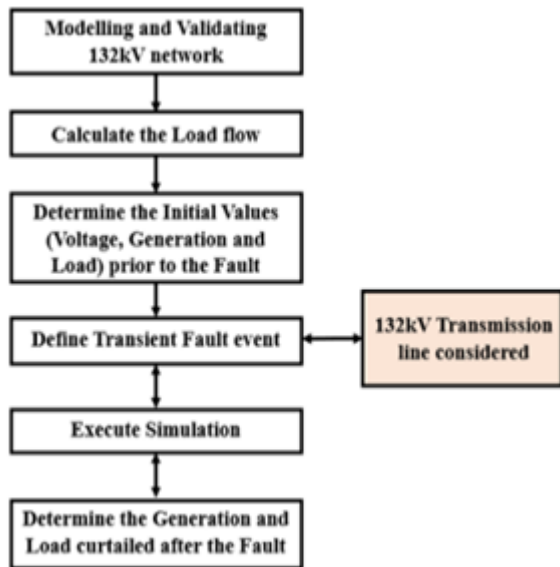 Modelling and Validating
132kV network
Calculate the Load flow
Determine the Initial Values
(Voltage, Generation and
Load) prior to the Fault
Define Transient Fault event
132kV Transmission
line considered
Execute Simulation
Determine the Generation and
Load curtailed after the Fault